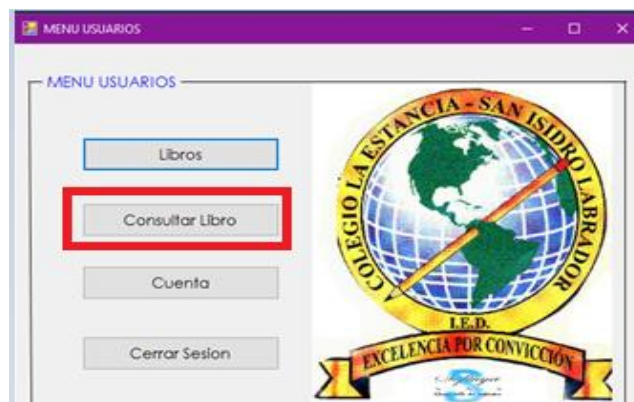 MENU USUARIOS
MENU USUARIOS
Libros
Consultar Libro
Cuenta
Cerrar Sesion
COLEGIO LA ESTANCIA - SAN ISIDRO LABRADOR
I.E.D.
EXCELENCIA POR CONVICCIÓN